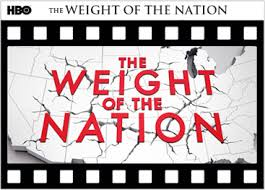 HBO THE WEIGHT OF THE NATION
THE
WEIGHT
OF THE
NATION